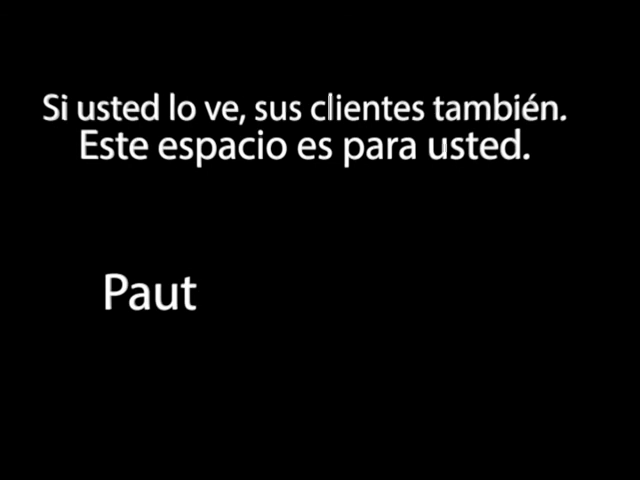 Si usted lo ve, sus clientes también.
Este espacio es para usted.
Paut